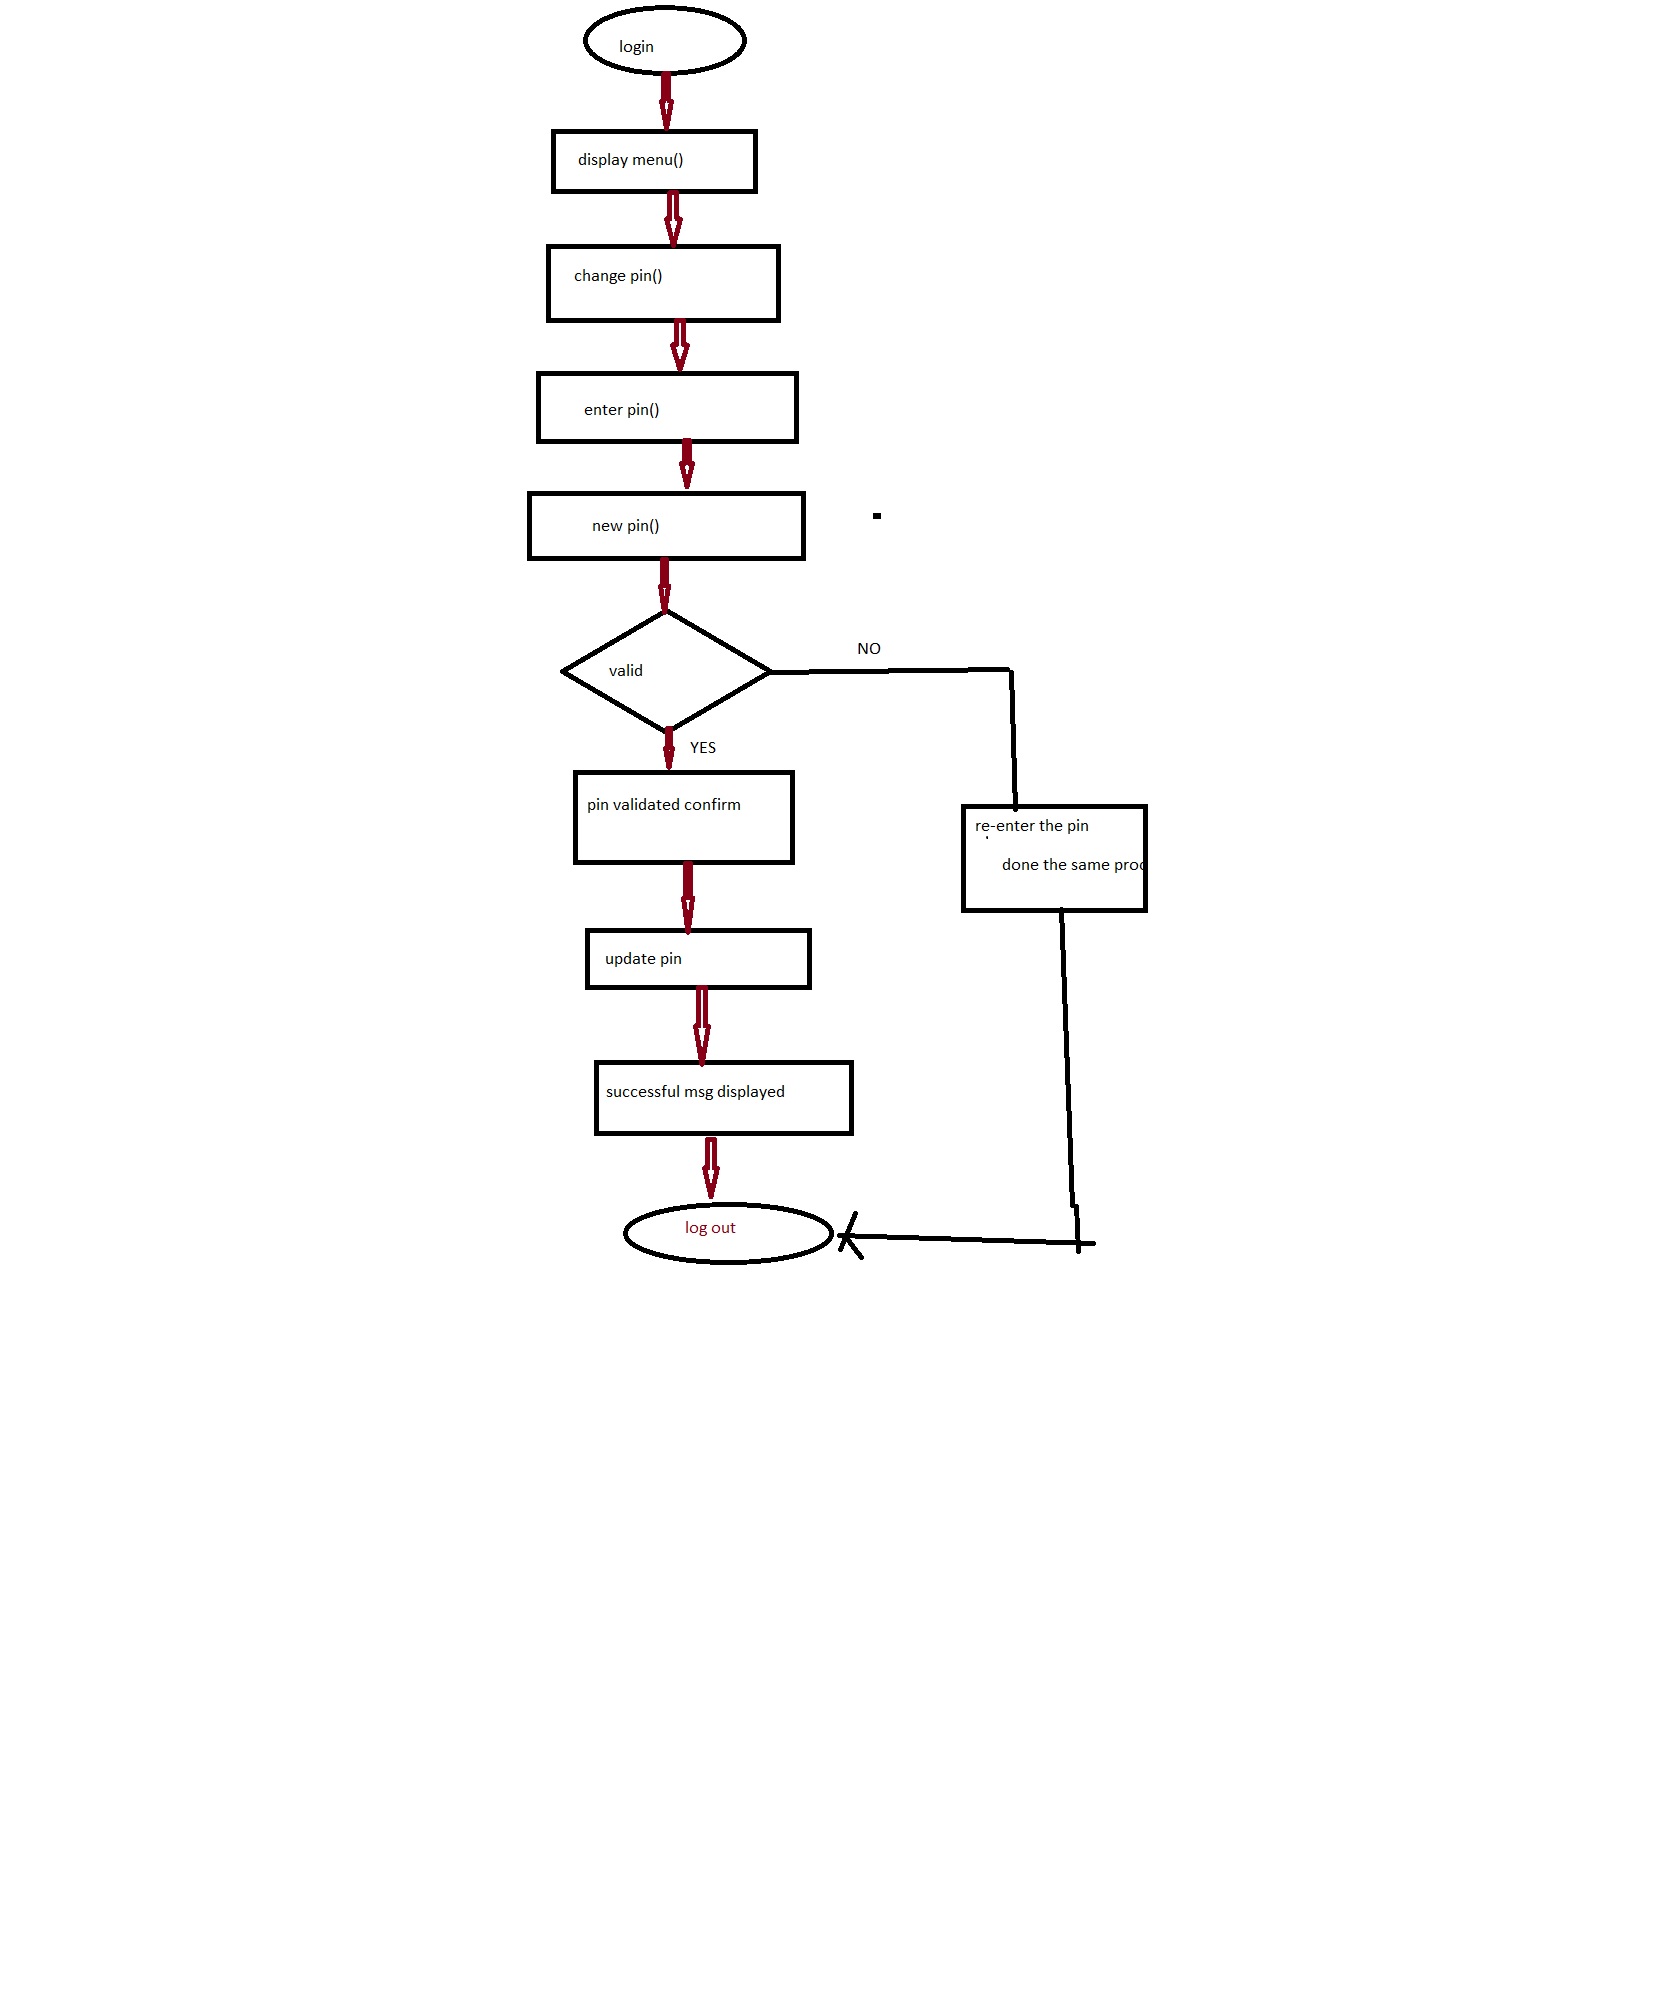 login
display menu()
change pin()
enter pin()
new pin()
valid
NO
YES
pin validated confirm
re-enter the pin
done the same
update pin
successful msg displayed
log out